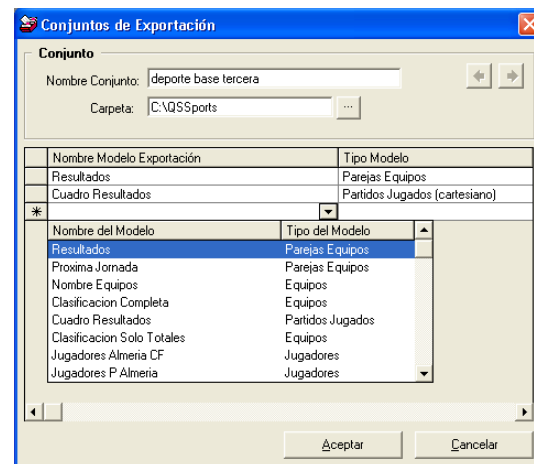 Conjuntos de Exportación
Conjunto
Nombre Conjunto: deporte base tercera
Carpeta: C:\QSSports ...
Nombre Modelo Exportación Tipo Modelo
Resultados Parejas Equipos
Cuadro Resultados Partidos Jugados (cartesiano)
Nombre del Modelo Tipo del Modelo
Resultados Parejas Equipos
Proxima Jornada Parejas Equipos
Nombre Equipos Equipos
Clasificacion Completa Equipos
Cuadro Resultados Partidos Jugados
Clasificacion Solo Totales Equipos
Jugadores Almeria CF Jugadores
Jugadores P Almeria Jugadores
Aceptar Cancelar